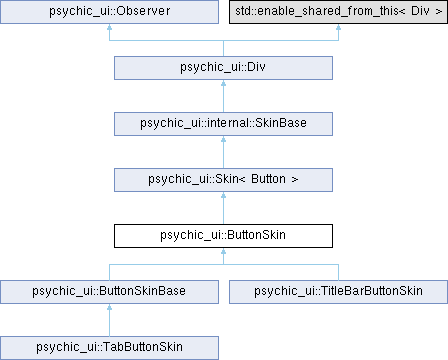 psychic_ui::Observer
std::enable_shared_from_this< Div >
psychic_ui::Div
psychic_ui::internal::SkinBase
psychic_ui::Skin< Button >
psychic_ui::ButtonSkin
psychic_ui::ButtonSkinBase
psychic_ui::TitleBarButtonSkin
psychic_ui::TabButtonSkin